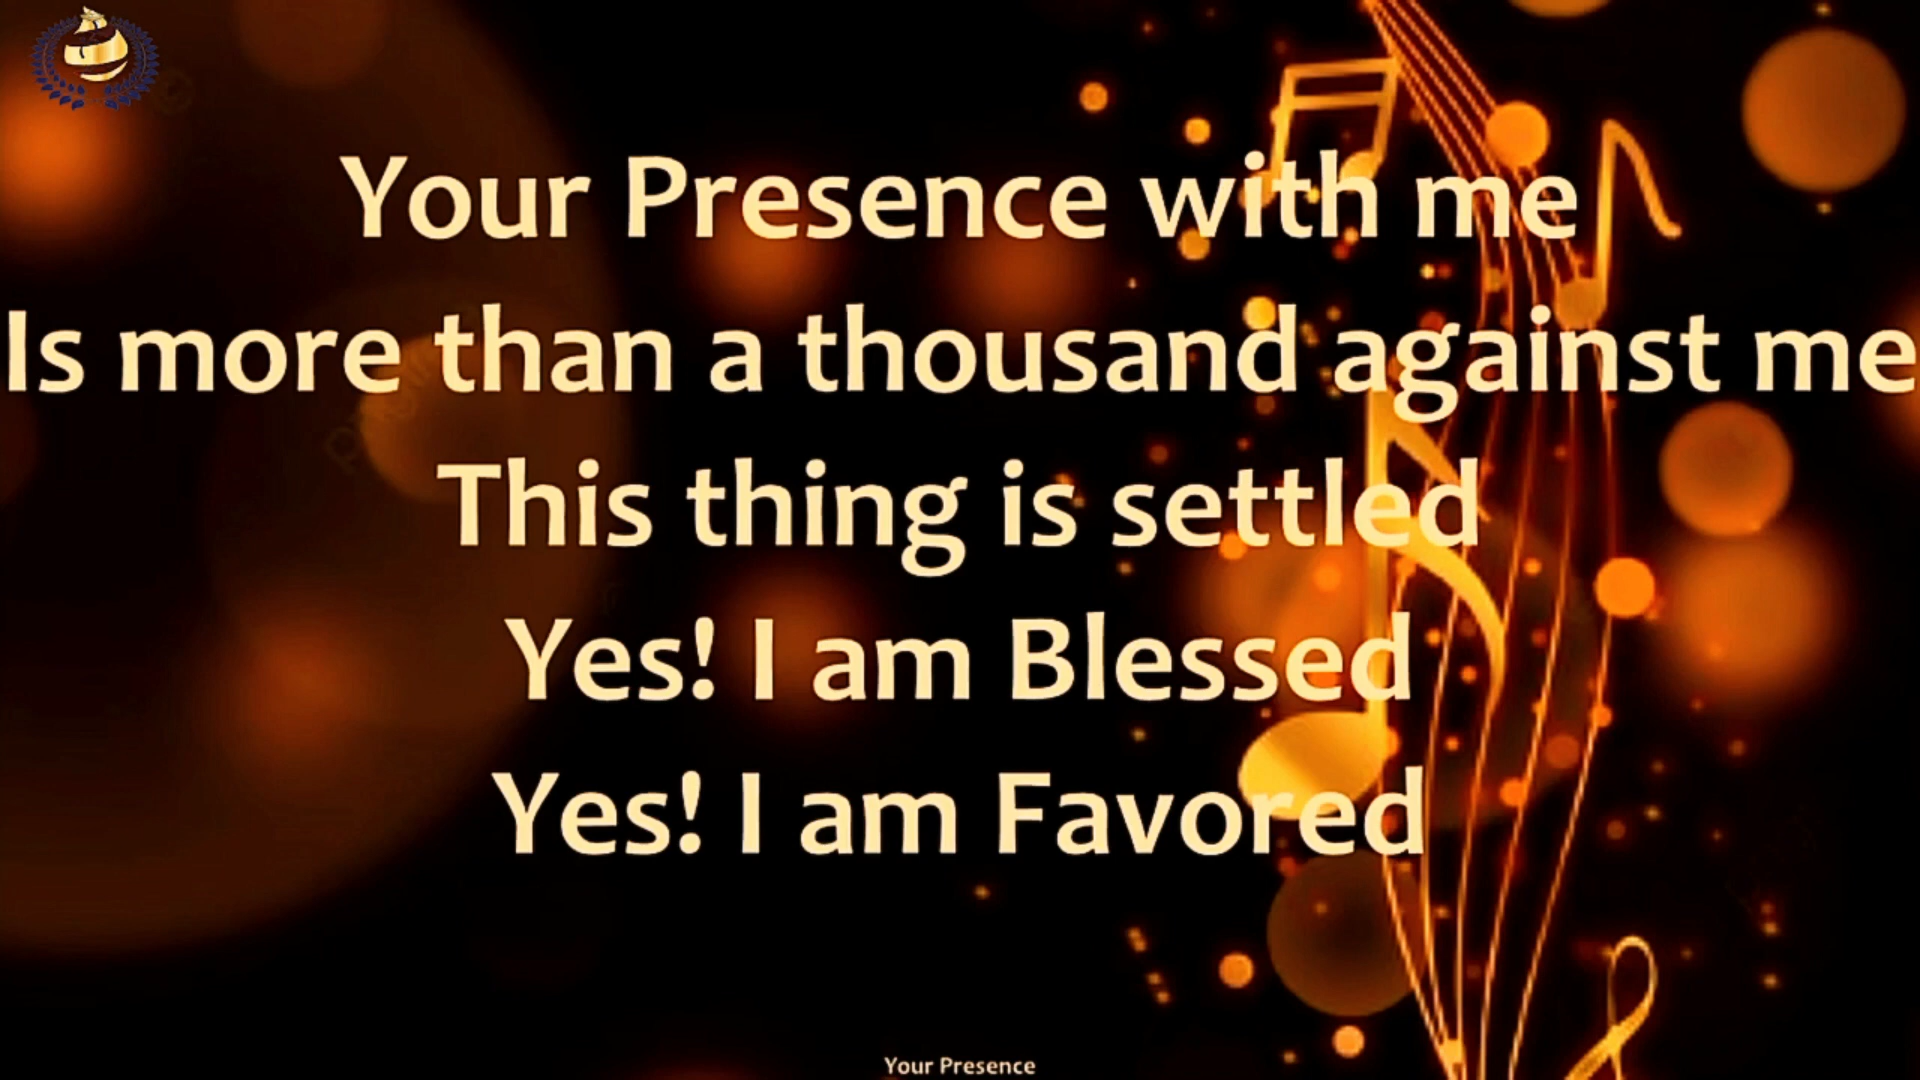 Your Presence with me
Is more than a thousand against me
This thing is settled
Yes! I am Blessed
Yes! I am Favored
Your Presence